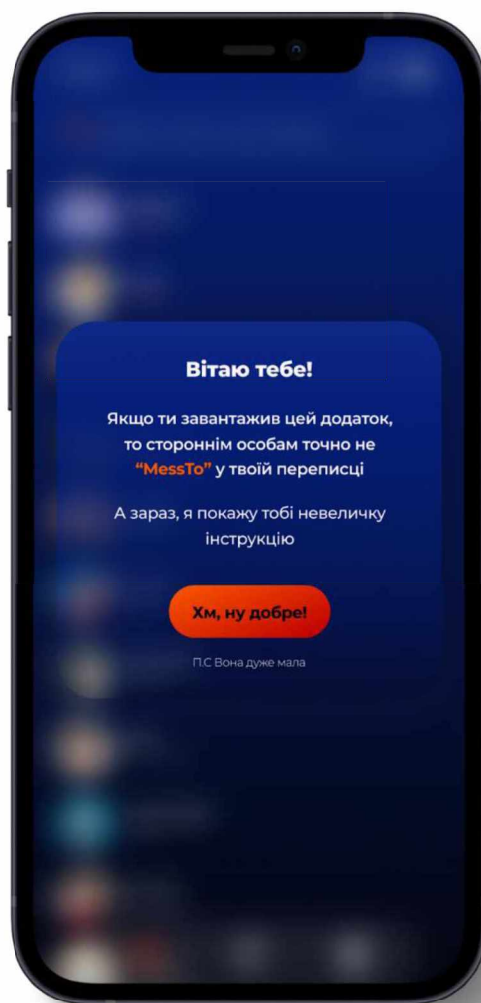 Вітаю тебе!
Якщо ти завантажив цей додаток,
то стороннім особам точно не
“MessTo” у твоїй переписці
А зараз, я покажу тобі невеличку
інструкцію
Хм, ну добре!
П.С Вона дуже мала